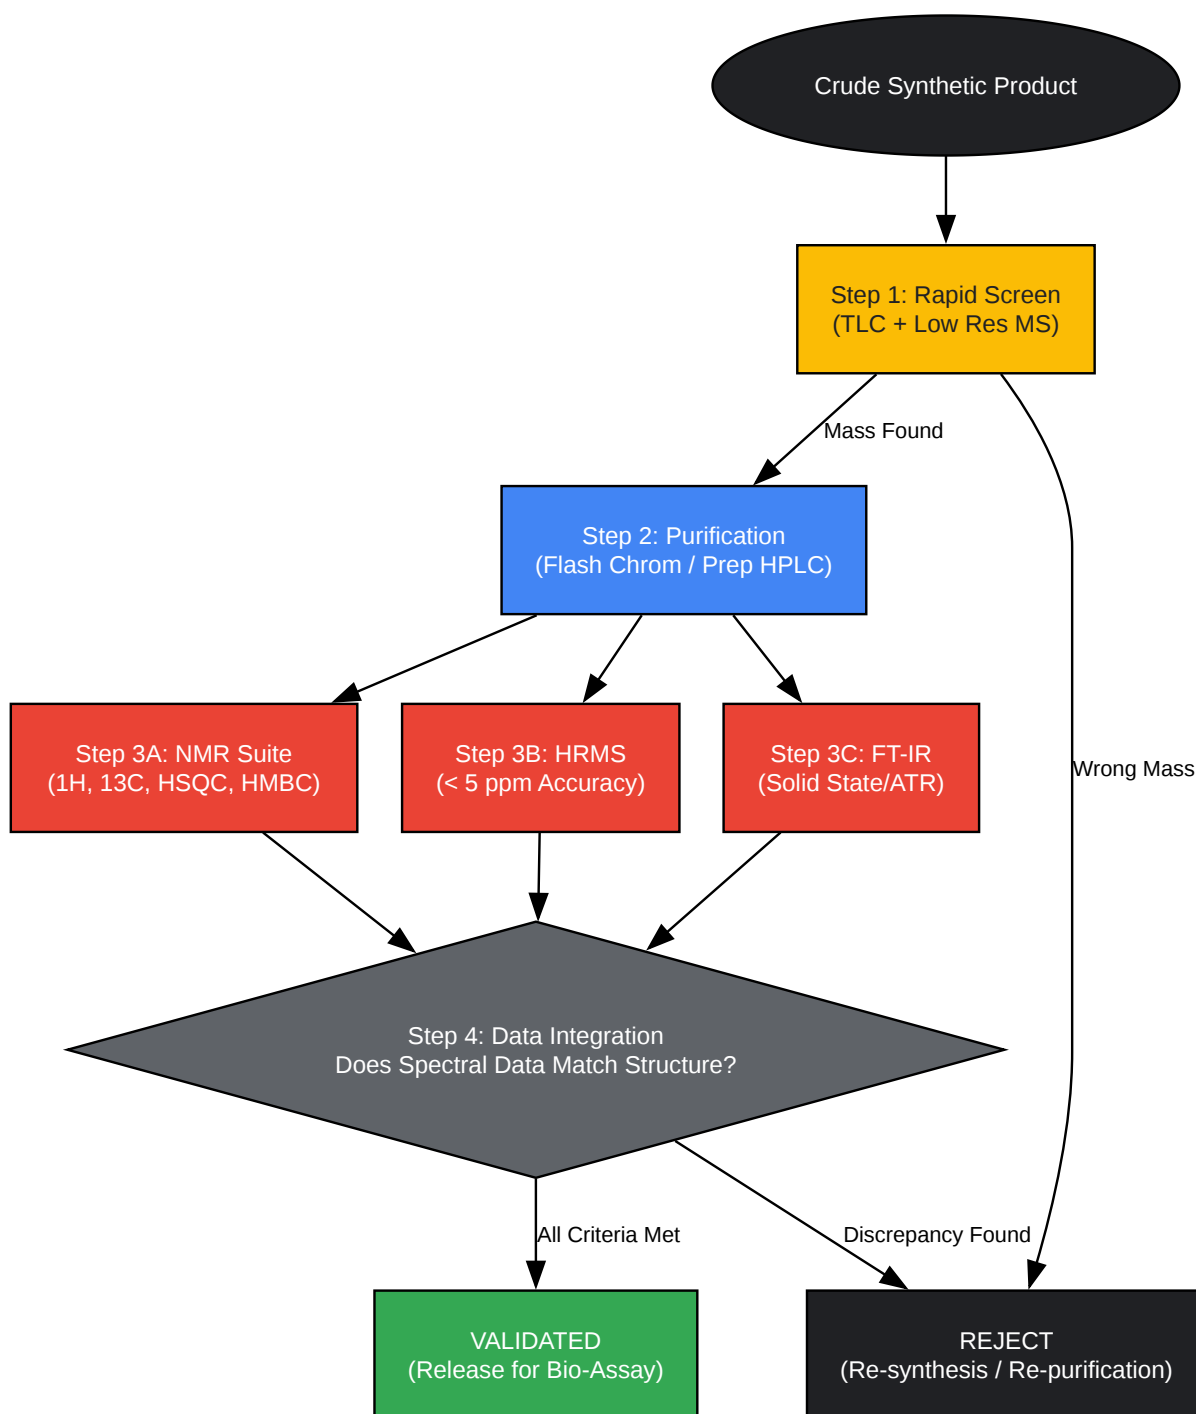 Crude Synthetic Product
Step 1: Rapid Screen
(TLC + Low Res MS)
Mass Found
Step 2: Purification
(Flash Chrom / Prep HPLC)
Step 3A: NMR Suite
(1H, 13C, HSQC, HMBC)
Step 3B: HRMS
(< 5 ppm Accuracy)
Step 3C: FT-IR
(Solid State/ATR)
Wrong Mass
Step 4: Data Integration
Does Spectral Data Match Structure?
All Criteria Met
Discrepancy Found
VALIDATED
(Release for Bio-Assay)
REJECT
(Re-synthesis / Re-purification)